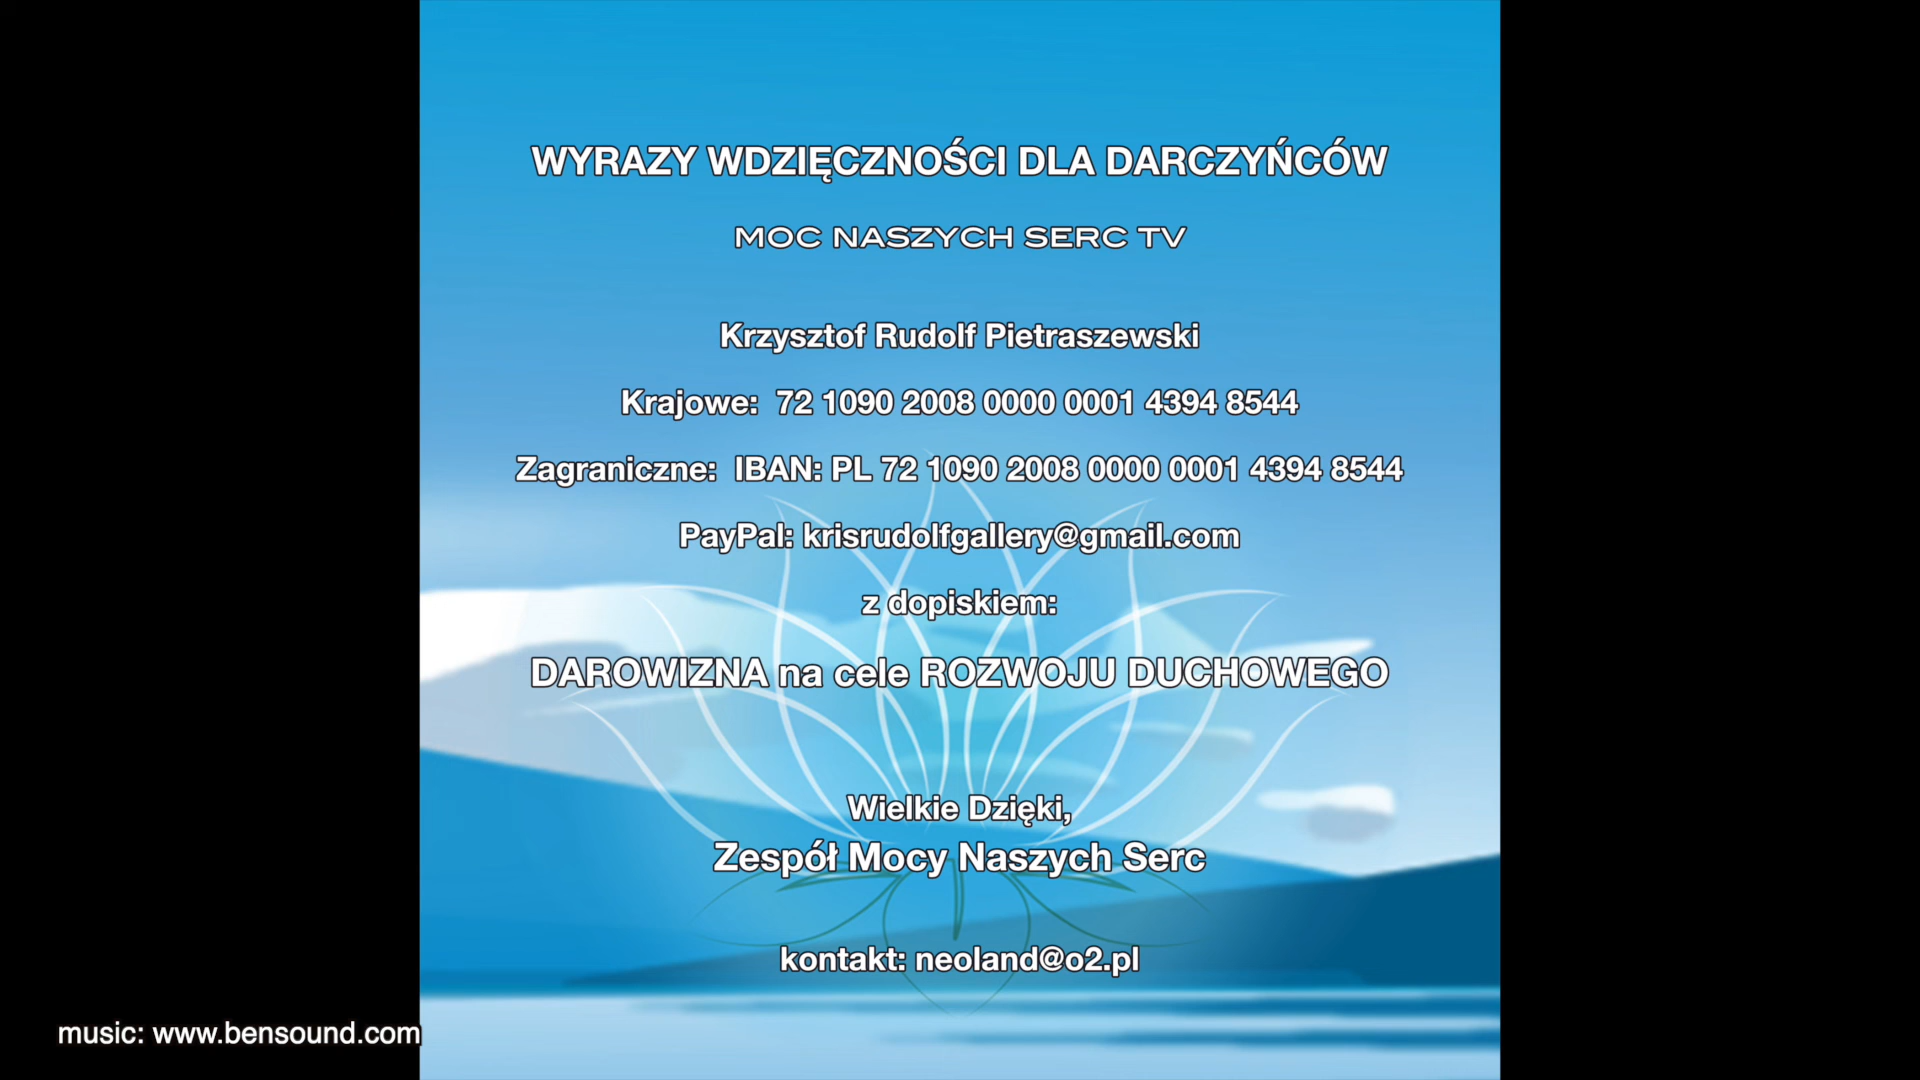 WYRAZY WDZIĘCZNOŚCI DLA DARCZYŃCÓW
MOC NASZYCH SERC TV
Krzysztof Rudolf Pietraszewski
Krajowe: 72 1090 2008 0000 0001 4394 8544
Zagraniczne: IBAN: PL 72 1090 2008 0000 0001 4394 8544
PayPal: krisrudolfgallery@gmail.com
z dopiskiem:
DAROWIZNA na cele ROZWOJU DUCHOWEGO
Wielkie Dzięki,
Zespół Mocy Naszych Serc
kontakt: neoland@o2.pl
music: www.bensound.com